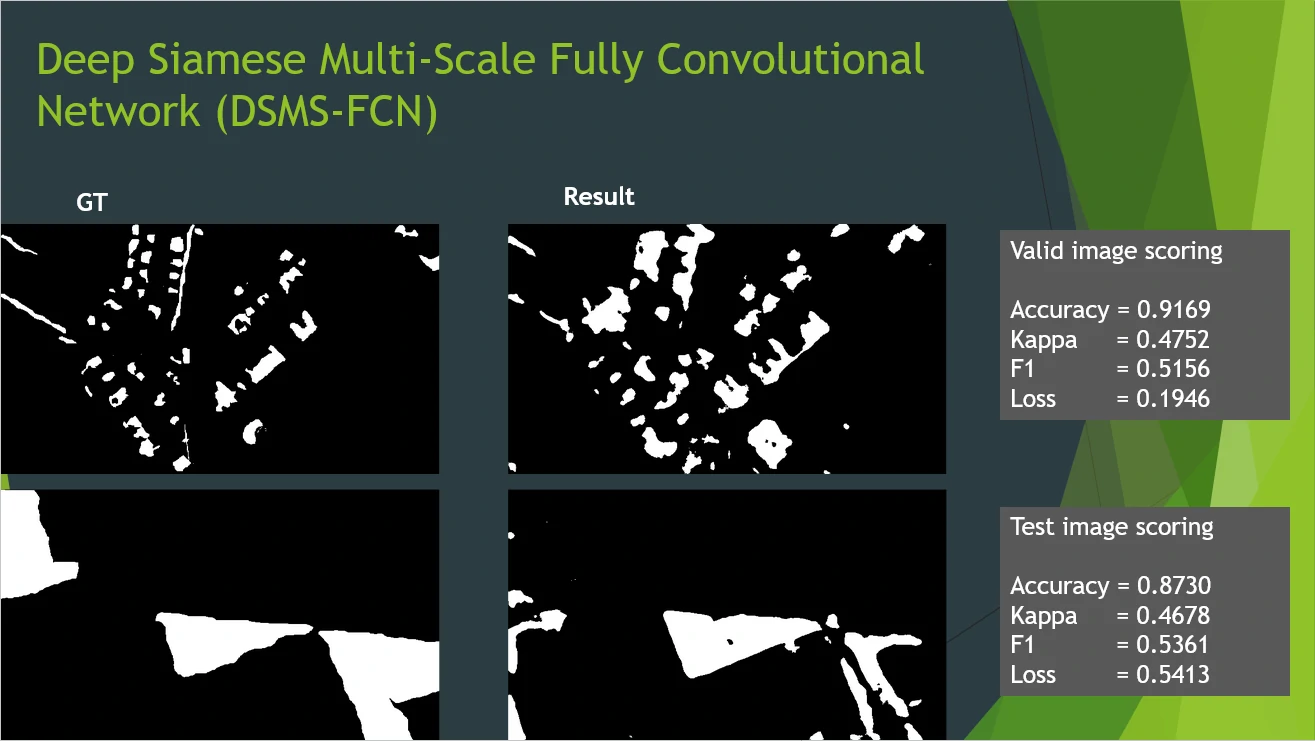 Deep Siamese Multi-Scale Fully Convolutional
Network (DSMS-FCN)
GT
Result
Valid image scoring
Accuracy = 0.9169
Kappa = 0.4752
F1 = 0.5156
Loss = 0.1946
Test image scoring
Accuracy = 0.8730
Kappa = 0.4678
F1 = 0.5361
Loss = 0.5413